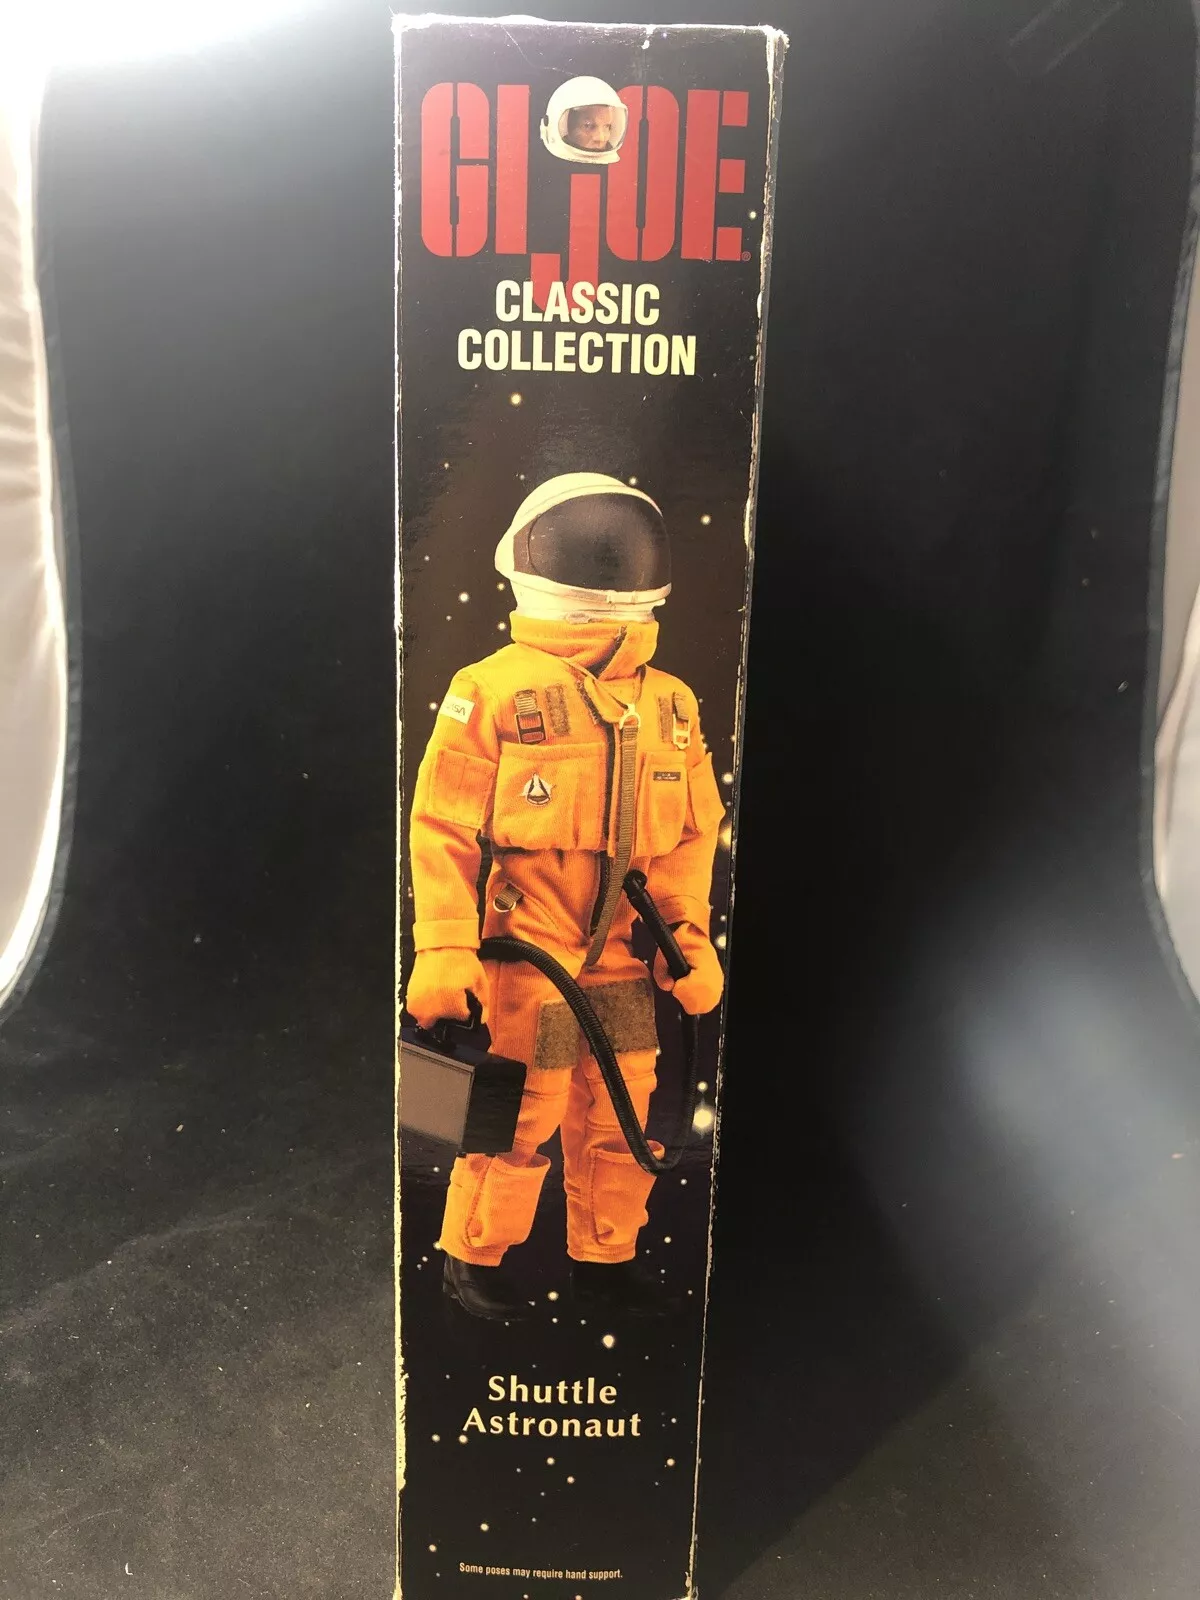 GI JOE®
CLASSIC
COLLECTION
Shuttle
Astronaut
Some poses may require hand support.